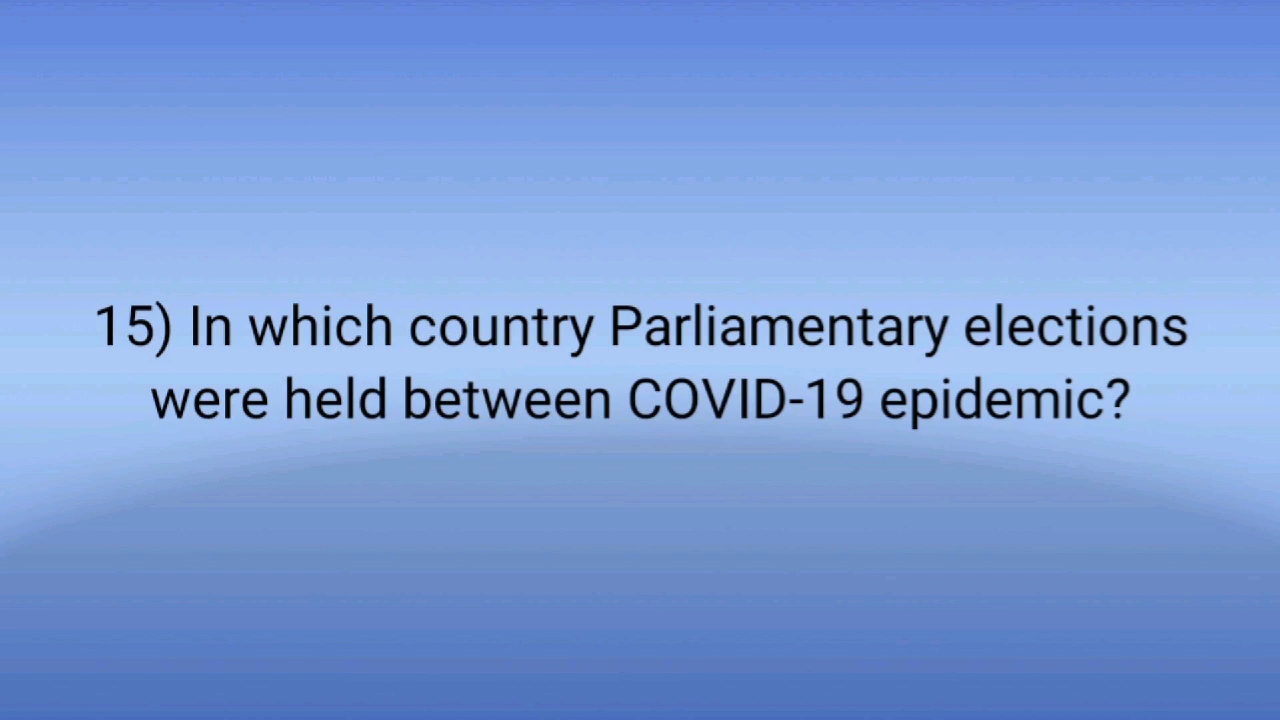 15) In which country Parliamentary elections
were held between COVID-19 epidemic?